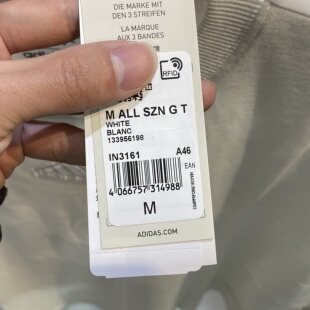 DIE MARKE MIT
DEN 3 STREIFEN
LA MARQUE
AUX 3 BANDES
RFID
M ALL SZN G T
WHITE
BLANC
133956198
IN3161 A46
EAN
4 066757 314988
M
ADIDAS.COM